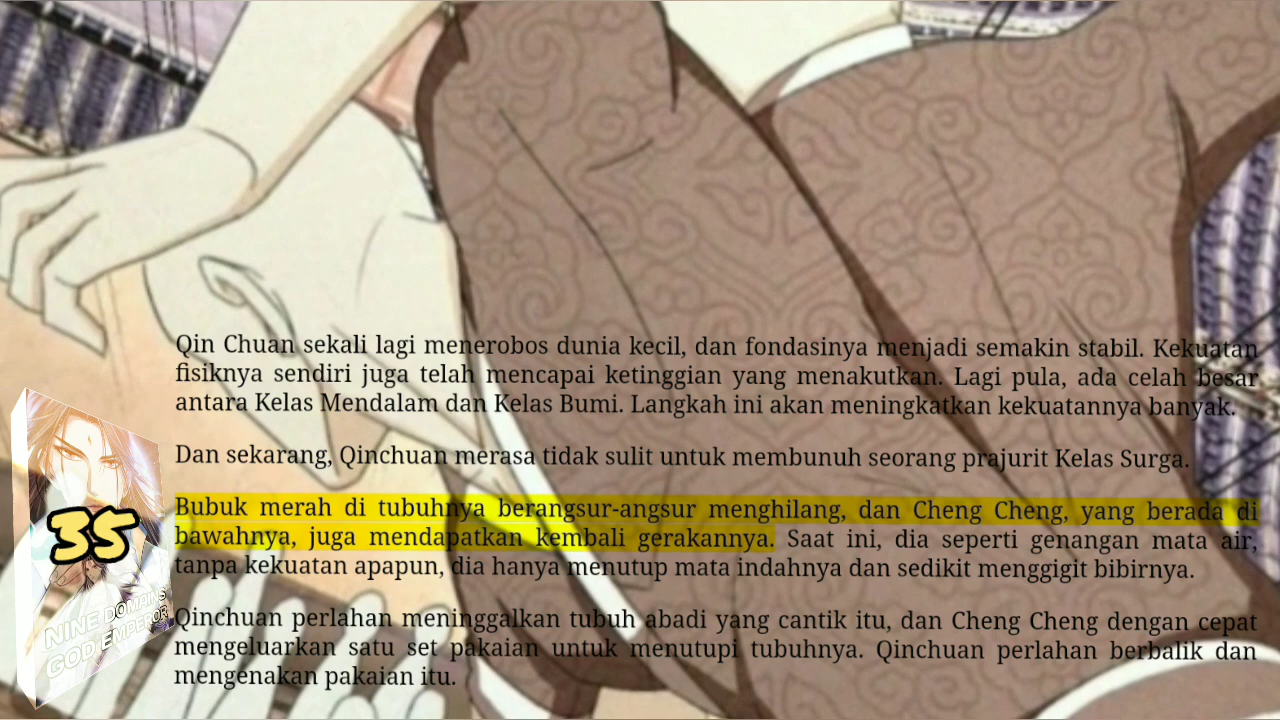 Qin Chuan sekali lagi menerobos dunia kecil, dan fondasinya menjadi semakin stabil. Kekuatan
fisiknya sendiri juga telah mencapai ketinggian yang menakutkan. Lagi pula, ada celah besar
antara Kelas Mendalam dan Kelas Bumi. Langkah ini akan meningkatkan kekuatannya banyak.
Dan sekarang, Qinchuan merasa tidak sulit untuk membunuh seorang prajurit Kelas Surga.
Bubuk merah di tubuhnya berangsur-angsur menghilang, dan Cheng Cheng, yang berada di
bawahnya, juga mendapatkan kembali gerakannya. Saat ini, dia seperti genangan mata air,
tanpa kekuatan apapun, dia hanya menutup mata indahnya dan sedikit menggigit bibirnya.
Qinchuan perlahan meninggalkan tubuh abadi yang cantik itu, dan Cheng Cheng dengan cepat
mengeluarkan satu set pakaian untuk menutupi tubuhnya. Qinchuan perlahan berbalik dan
mengenakan pakaian itu.
35
NINE DOMAINS
GOD EMPEROR